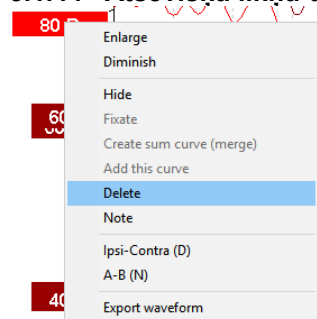 80
Enlarge
Diminish
Hide
60
Fixate
Create sum curve (merge)
Add this curve
Delete
Note
Ipsi-Contra (D)
A-B (N)
40
Export waveform